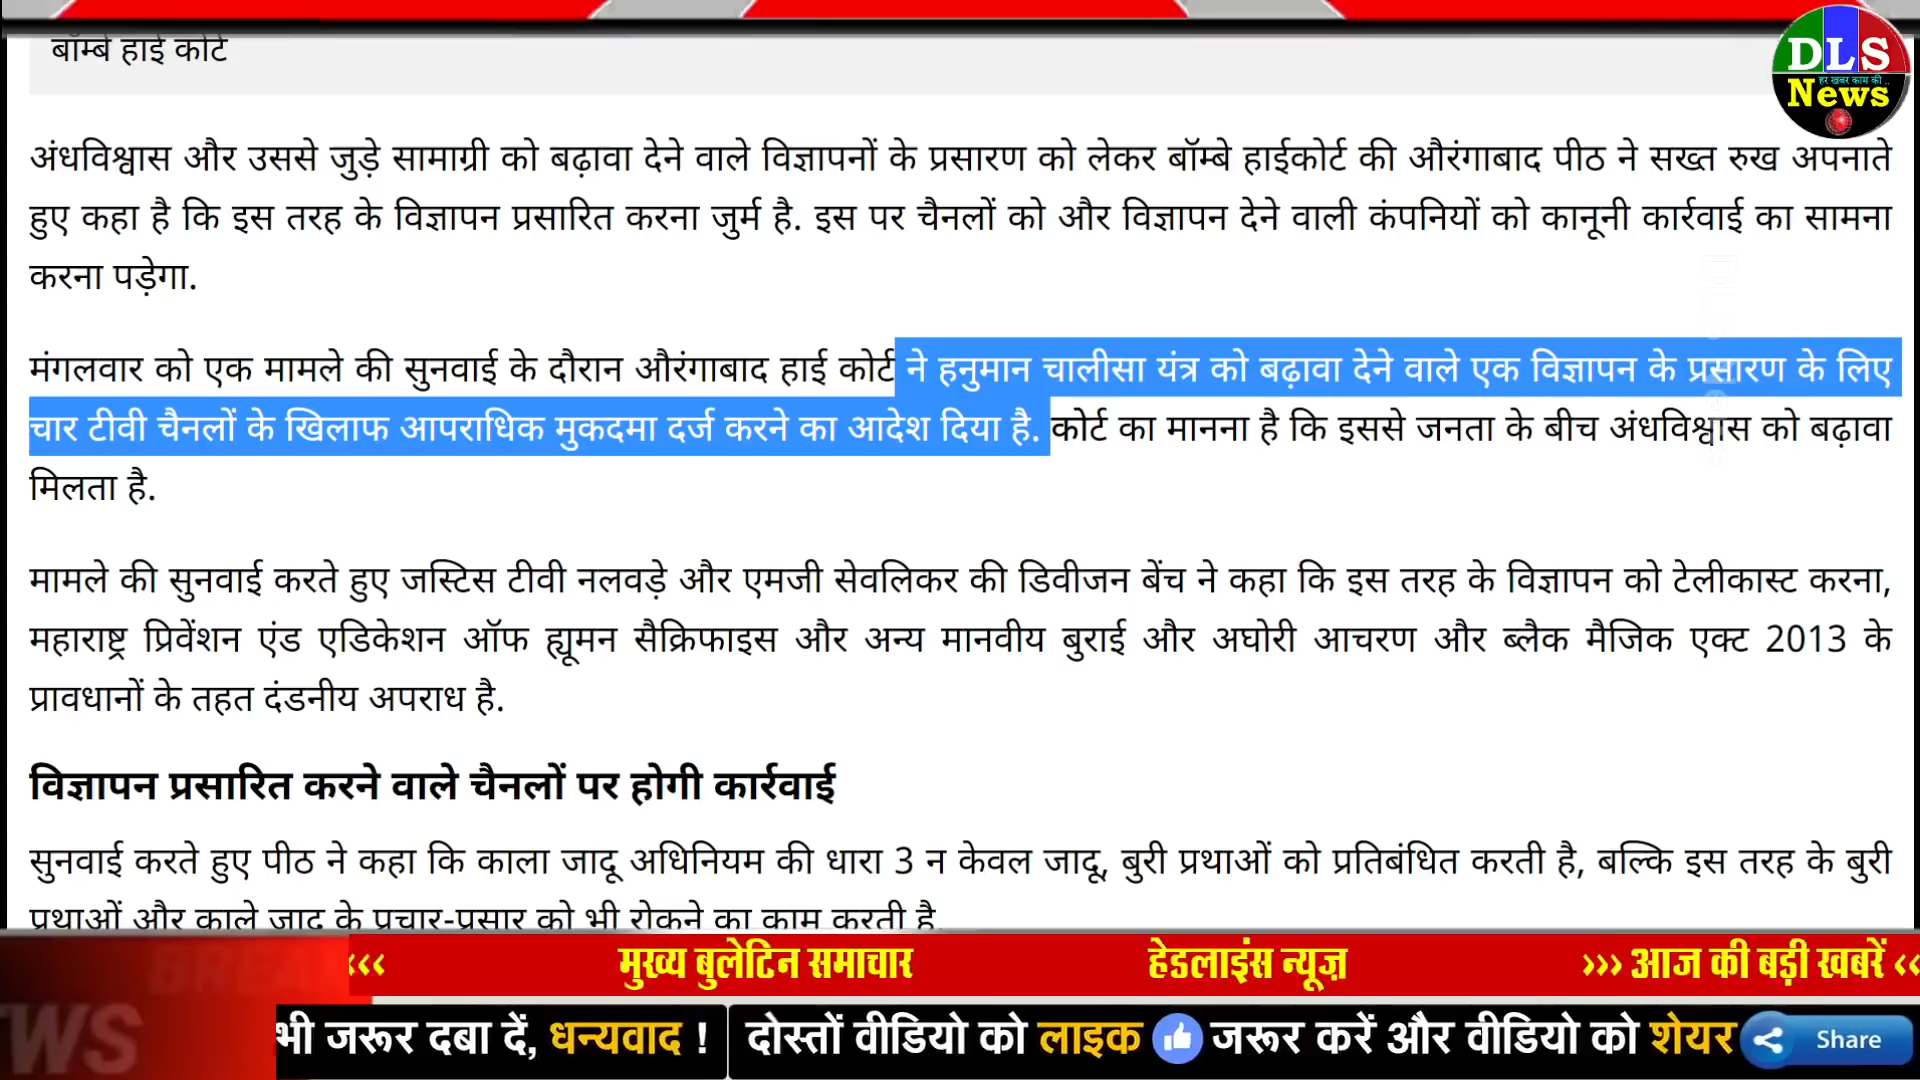 बॉम्बे हाई कोर्ट
DLS
हर खबर काम की..
News
अंधविश्वास और उससे जुड़े सामाग्री को बढ़ावा देने वाले विज्ञापनों के प्रसारण को लेकर बॉम्बे हाईकोर्ट की औरंगाबाद पीठ ने सख्त रुख अपनाते
हुए कहा है कि इस तरह के विज्ञापन प्रसारित करना जुर्म है. इस पर चैनलों को और विज्ञापन देने वाली कंपनियों को कानूनी कार्रवाई का सामना
करना पड़ेगा.
मंगलवार को एक मामले की सुनवाई के दौरान औरंगाबाद हाई कोर्ट ने हनुमान चालीसा यंत्र को बढ़ावा देने वाले एक विज्ञापन के प्रसारण के लिए
चार टीवी चैनलों के खिलाफ आपराधिक मुकदमा दर्ज करने का आदेश दिया है. कोर्ट का मानना है कि इससे जनता के बीच अंधविश्वास को बढ़ावा
मिलता है.
मामले की सुनवाई करते हुए जस्टिस टीवी नलवड़े और एमजी सेवलिकर की डिवीजन बेंच ने कहा कि इस तरह के विज्ञापन को टेलीकास्ट करना,
महाराष्ट्र प्रिवेंशन एंड एडिकेशन ऑफ ह्यूमन सैक्रिफाइस और अन्य मानवीय बुराई और अघोरी आचरण और ब्लैक मैजिक एक्ट 2013 के
प्रावधानों के तहत दंडनीय अपराध है.
विज्ञापन प्रसारित करने वाले चैनलों पर होगी कार्रवाई
सुनवाई करते हुए पीठ ने कहा कि काला जादू अधिनियम की धारा 3 न केवल जादू, बुरी प्रथाओं को प्रतिबंधित करती है, बल्कि इस तरह के बुरी
प्रथाओं और काले जादू के प्रचार-प्रसार को भी रोकने का काम करती है.
‹‹‹ मुख्य बुलेटिन समाचार हेडलाइंस न्यूज़ ››› आज की बड़ी खबरें ‹‹
भी जरूर दबा दें, धन्यवाद ! दोस्तों वीडियो को लाइक जरूर करें और वीडियो को शेयर Share